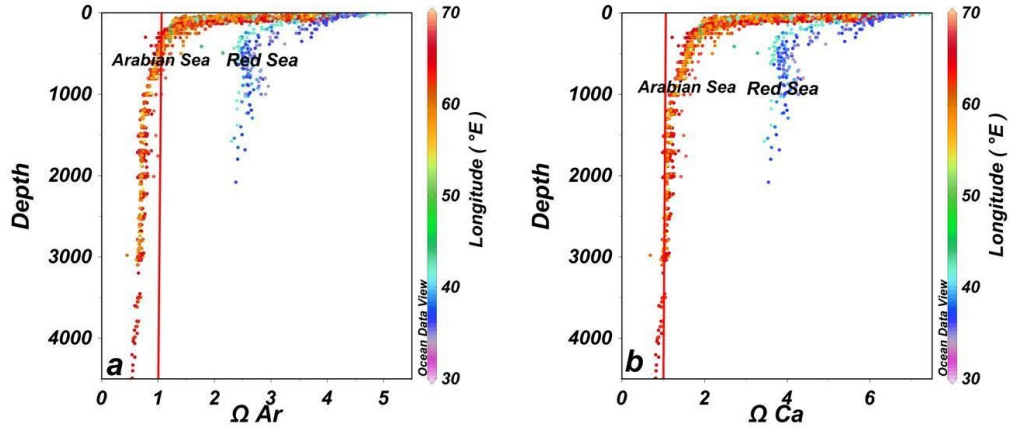 0
1000
2000
3000
4000
Depth
Arabian Sea
Red Sea
a
0 1 2 3 4 5
Ω Ar
70
60
50
40
30
Longitude ( °E )
Ocean Data View
0
1000
2000
3000
4000
Depth
Arabian Sea
Red Sea
b
0 2 4 6
Ω Ca
70
60
50
40
30
Longitude ( °E )
Ocean Data View